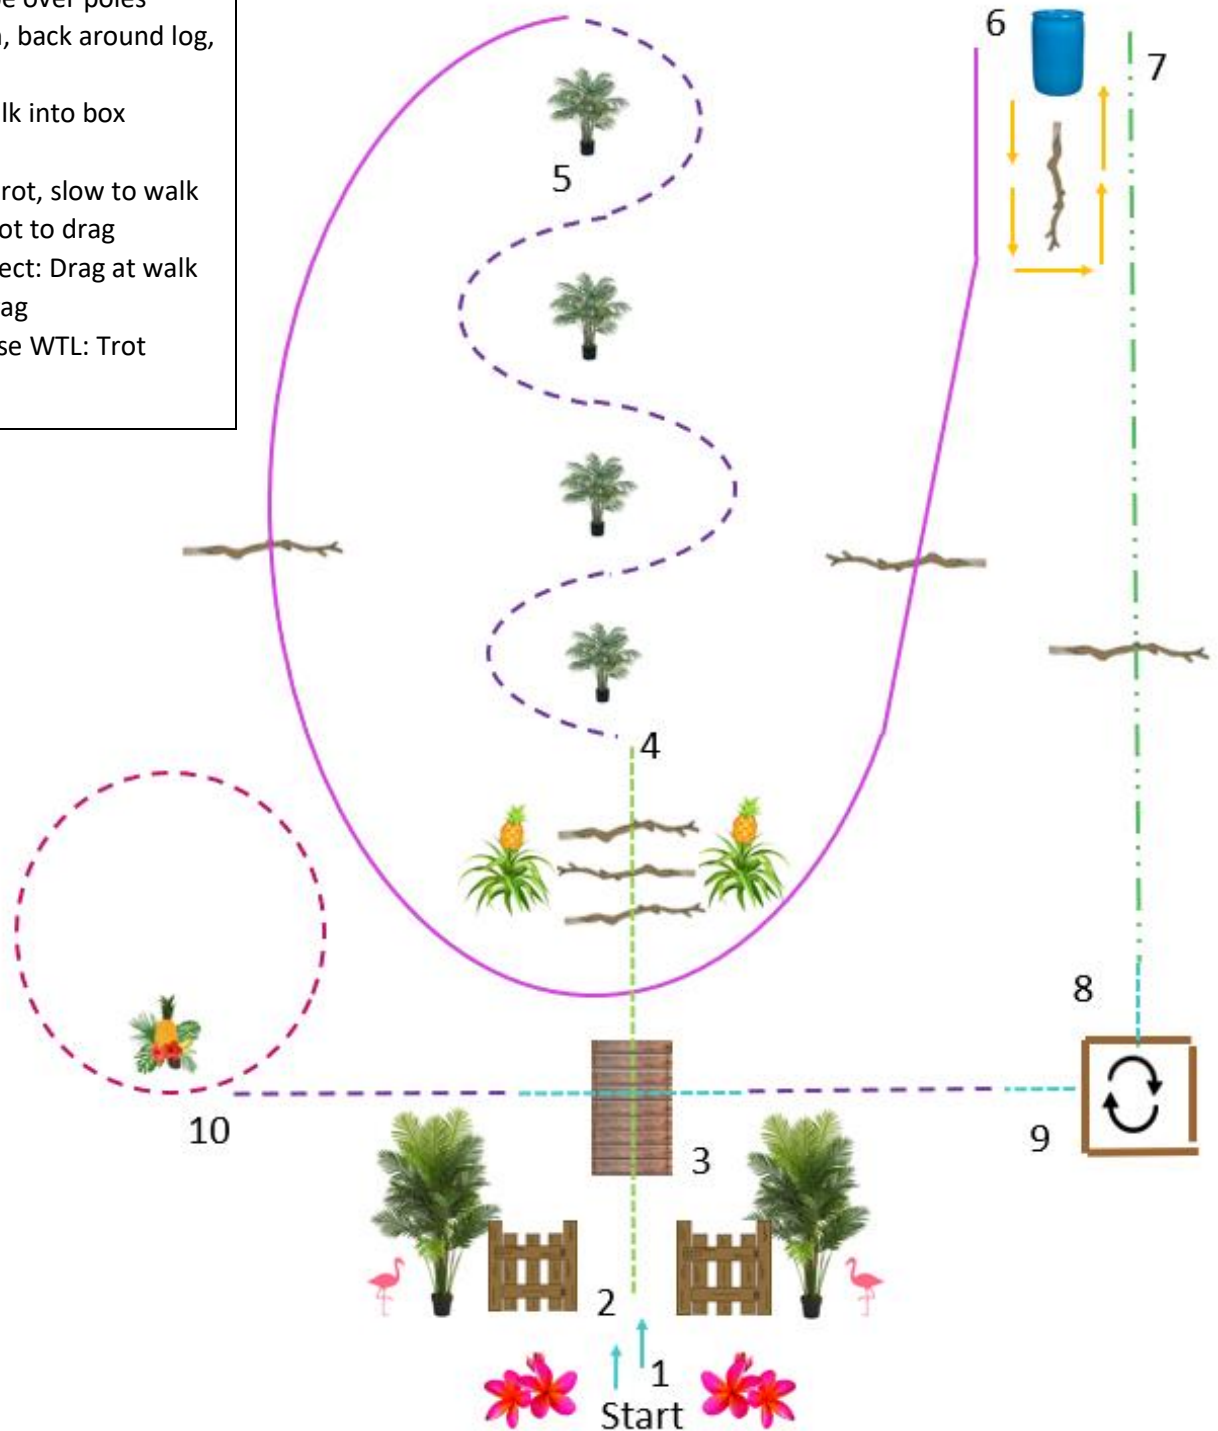 over poles
, back around log,
lk into box
rot, slow to walk
ot to drag
ect: Drag at walk
ag
se WTL: Trot
6
7
5
4
8
10
3
9
2
1
Start